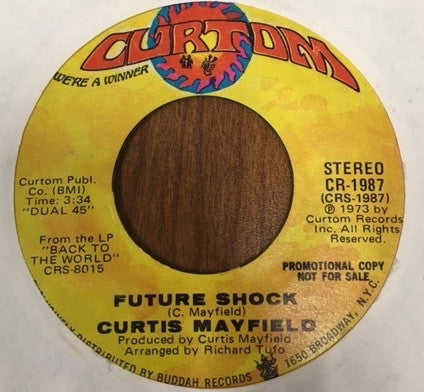 CURTOM
WE'RE A WINNER
Curtom Publ.
Co. (BMI)
Time: 3:34
"DUAL 45"
From the LP
"BACK TO
THE WORLD"
CRS-8015
STEREO
CR-1987
(CRS-1987)
Ⓟ 1973 by
Curtom Records
Inc, All Rights
Reserved.
PROMOTIONAL COPY
NOT FOR SALE
FUTURE SHOCK
(C. Mayfield)
CURTIS MAYFIELD
Produced by Curtis Mayfield
Arranged by Richard Tufo
DISTRIBUTED BY BUDDAH RECORDS 1650 BROADWAY, N.Y.C.